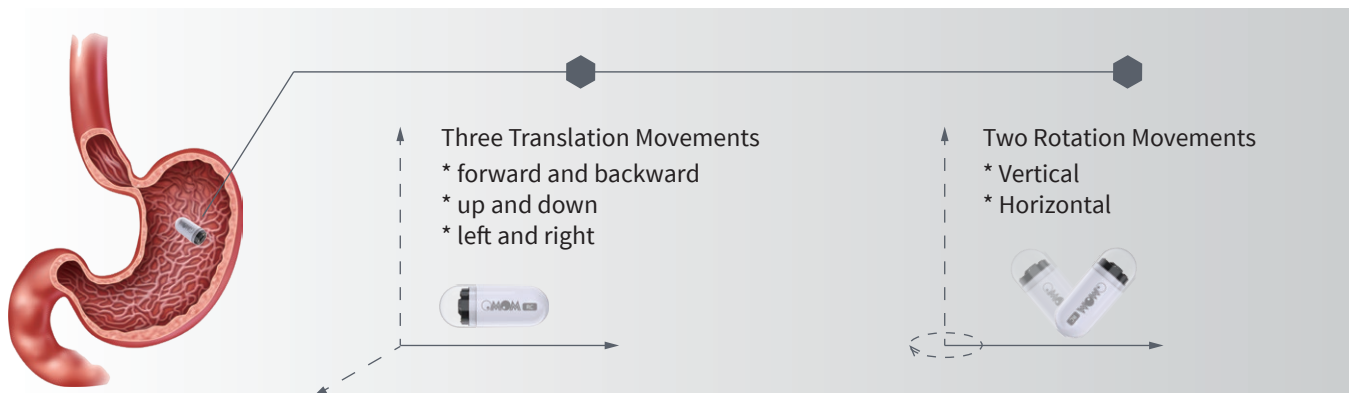 Three Translation Movements
* forward and backward
* up and down
* left and right
Two Rotation Movements
* Vertical
* Horizontal